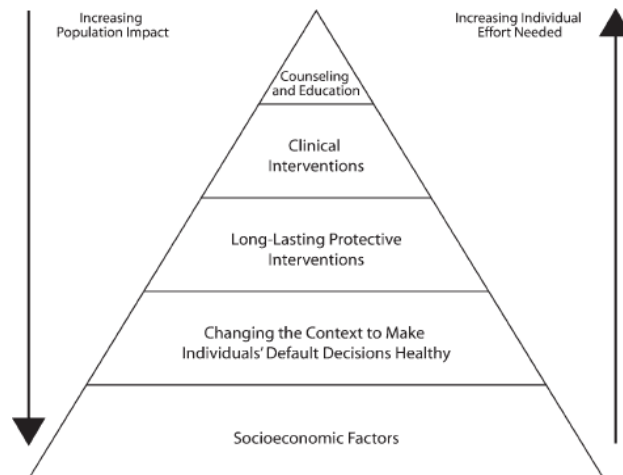 Increasing
Population Impact
Increasing Individual
Effort Needed
Counseling
and Education
Clinical
Interventions
Long-Lasting Protective
Interventions
Changing the Context to Make
Individuals' Default Decisions Healthy
Socioeconomic Factors